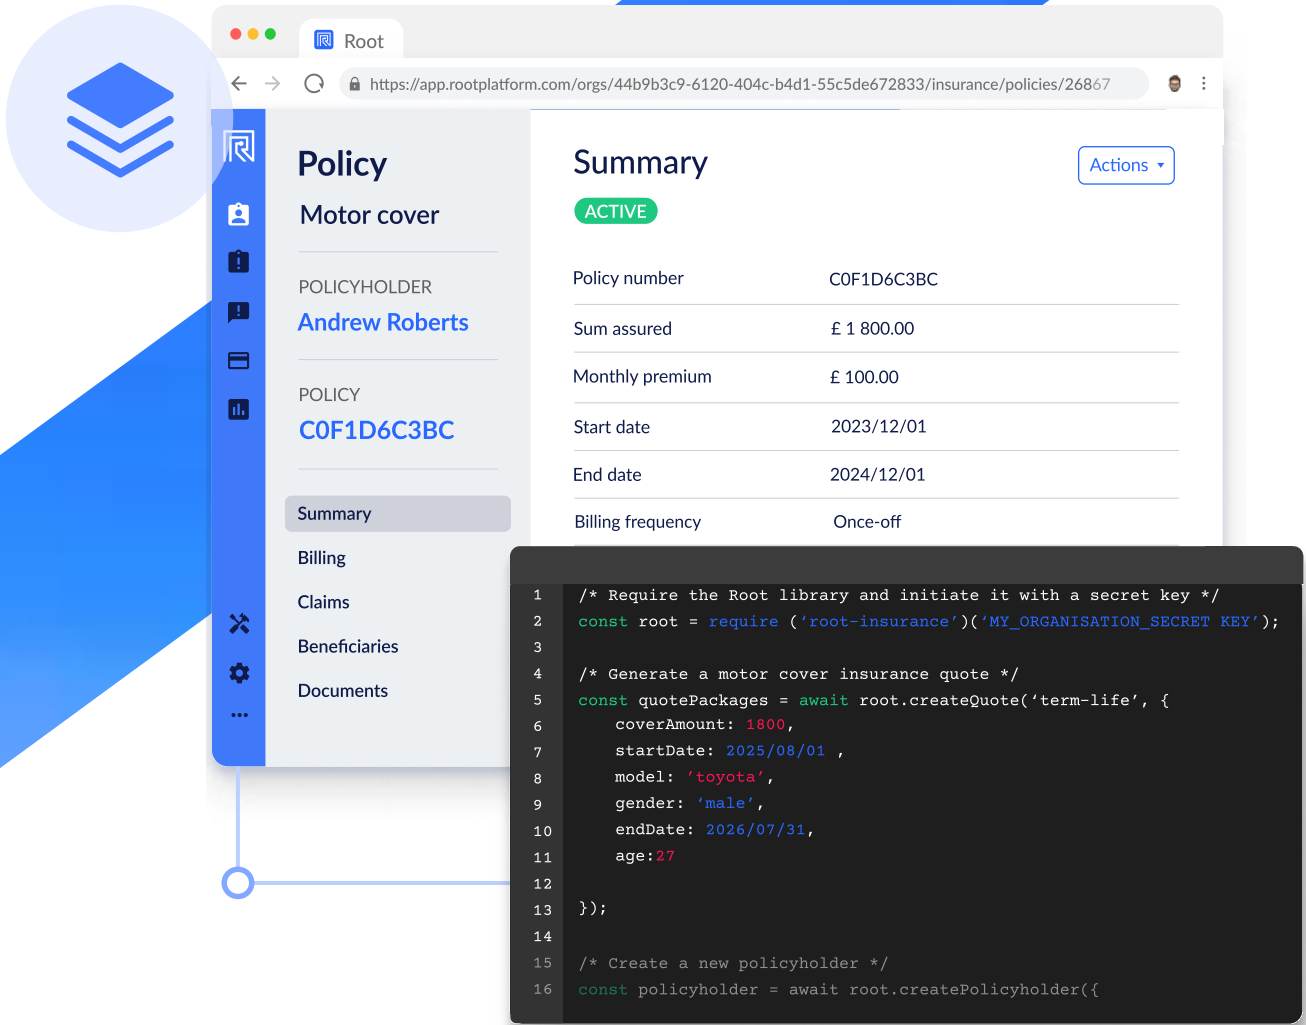 Root
https://app.rootplatform.com/orgs/44b9b3c9-6120-404c-b4d1-55c5de672833/insurance/policies/26867
Policy
Motor cover
POLICYHOLDER
Andrew Roberts
POLICY
C0F1D6C3BC
Summary
Billing
Claims
Beneficiaries
Documents
Summary
Actions
ACTIVE
Policy number C0F1D6C3BC
Sum assured £ 1 800.00
Monthly premium £ 100.00
Start date 2023/12/01
End date 2024/12/01
Billing frequency Once-off
1 /* Require the Root library and initiate it with a secret key */
2 const root = require (‘root-insurance’)(‘MY_ORGANISATION_SECRET KEY’);
3
4 /* Generate a motor cover insurance quote */
5 const quotePackages = await root.createQuote(‘term-life’, {
6 coverAmount: 1800,
7 startDate: 2025/08/01 ,
8 model: ’toyota’,
9 gender: ‘male’,
10 endDate: 2026/07/31,
11 age:27
12
13 });
14
15 /* Create a new policyholder */
16 const policyholder = await root.createPolicyholder({